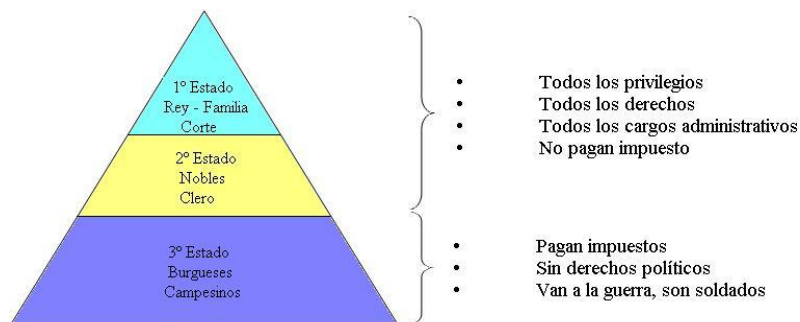 1º Estado
Rey - Familia
Corte
2º Estado
Nobles
Clero
3º Estado
Burgueses
Campesinos
• Todos los privilegios
• Todos los derechos
• Todos los cargos administrativos
• No pagan impuesto
• Pagan impuestos
• Sin derechos políticos
• Van a la guerra, son soldados